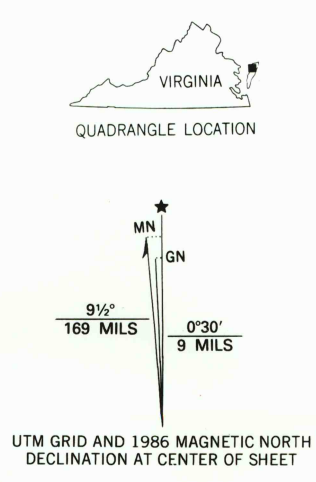 VIRGINIA
QUADRANGLE LOCATION
★
MN
GN
9½°
169 MILS
0°30′
9 MILS
UTM GRID AND 1986 MAGNETIC NORTH
DECLINATION AT CENTER OF SHEET